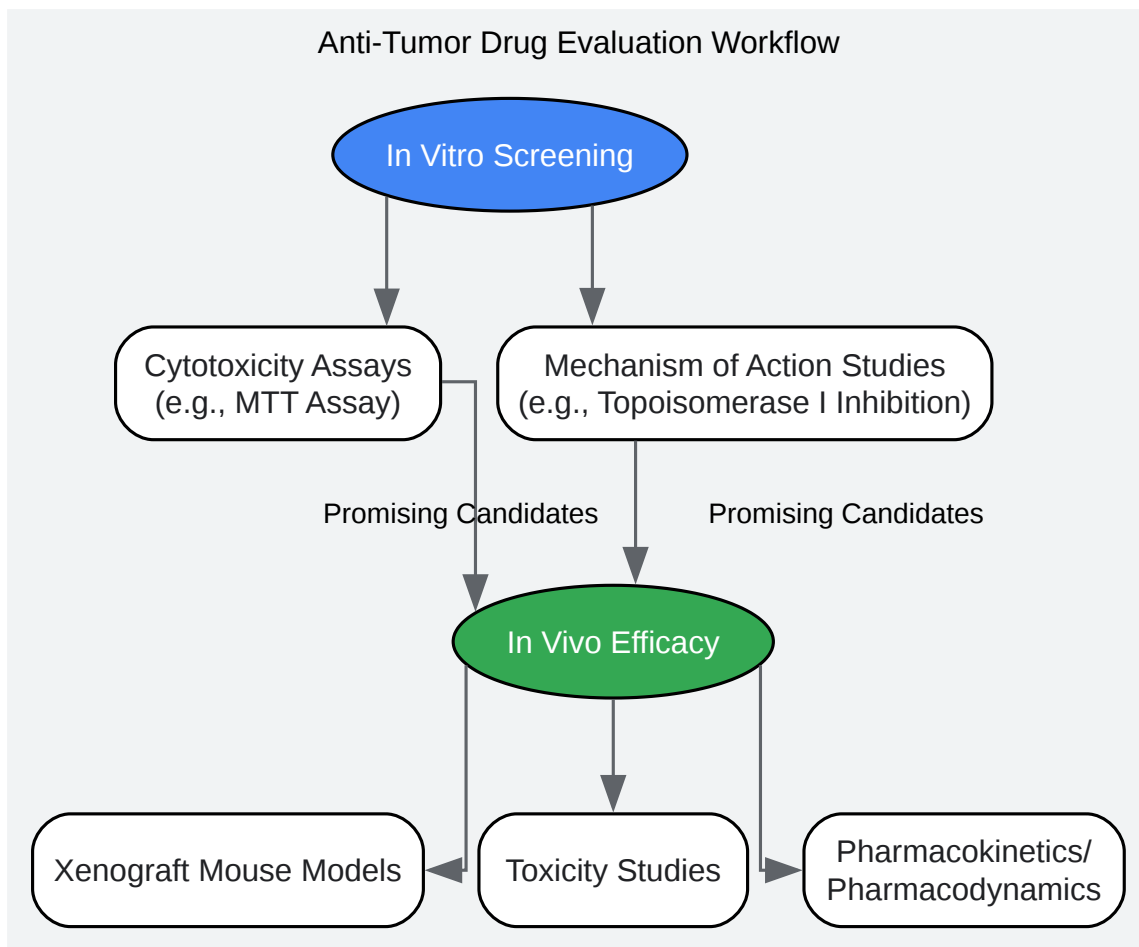 Anti-Tumor Drug Evaluation Workflow
In Vitro Screening
Cytotoxicity Assays
(e.g., MTT Assay)
Mechanism of Action Studies
(e.g., Topoisomerase I Inhibition)
Promising Candidates
Promising Candidates
In Vivo Efficacy
Xenograft Mouse Models
Toxicity Studies
Pharmacokinetics/
Pharmacodynamics